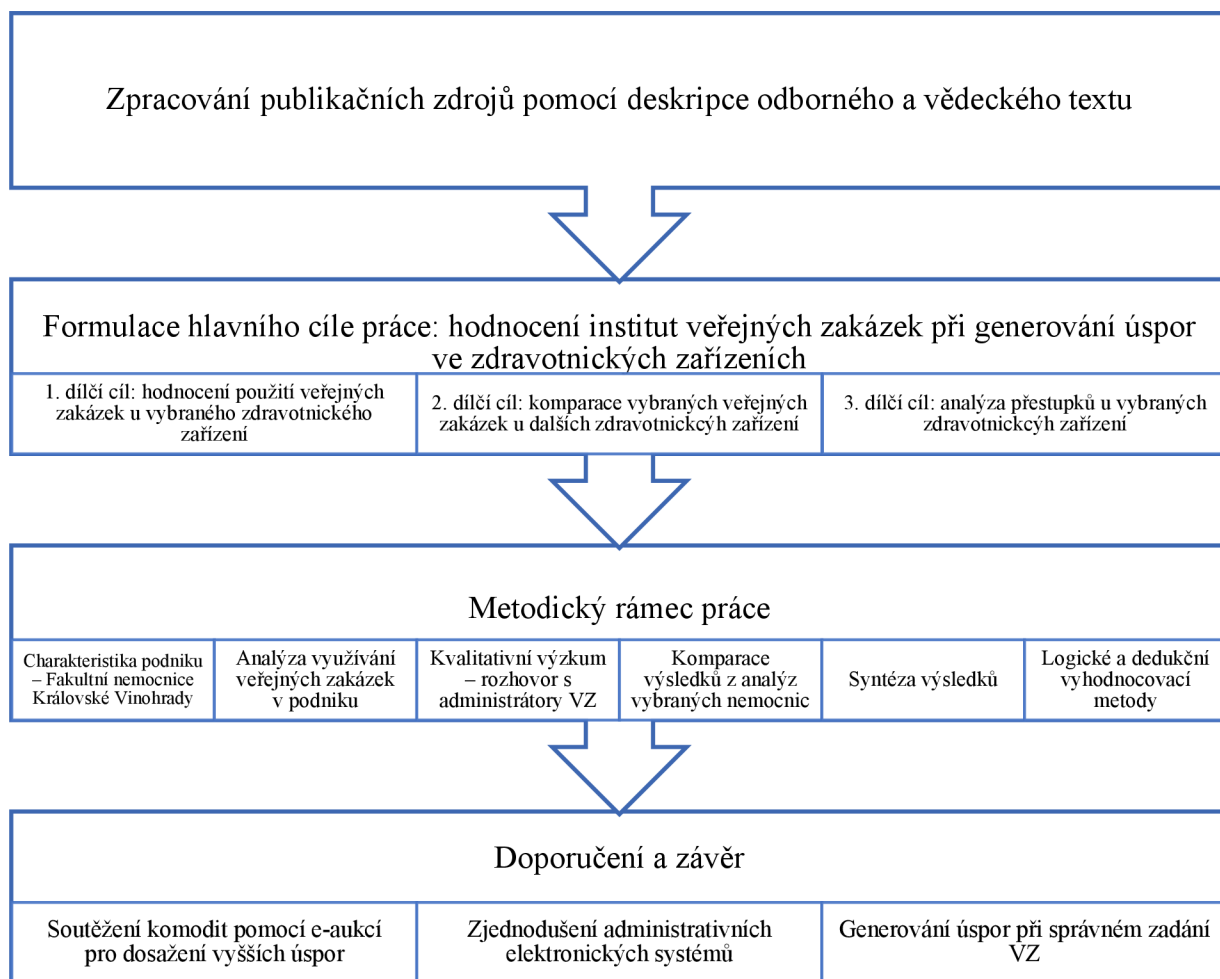 Zpracování publikačních zdrojů pomocí deskripce odborného a vědeckého textu
Formulace hlavního cíle práce: hodnocení institut veřejných zakázek při generování úspor
ve zdravotnických zařízeních
1. dílčí cíl: hodnocení použití veřejných
zakázek u vybraného zdravotnického
zařízení
2. dílčí cíl: komparace vybraných veřejných
zakázek u dalších zdravotnickcýh zařízení
3. dílčí cíl: analýza přestupků u vybraných
zdravotnickcýh zařízení
Metodický rámec práce
Charakteristika podniku
– Fakultní nemocnice
Královské Vinohrady
Analýza využívání
veřejných zakázek
v podniku
Kvalitativní výzkum
– rozhovor s
administrátory VZ
Komparace
výsledků z analýz
vybraných nemocnic
Syntéza výsledků
Logické a dedukční
vyhodnocovací
metody
Doporučení a závěr
Soutěžení komodit pomocí e-aukcí
pro dosažení vyšších úspor
Zjednodušení administrativních
elektronických systémů
Generování úspor při správném zadání
VZ